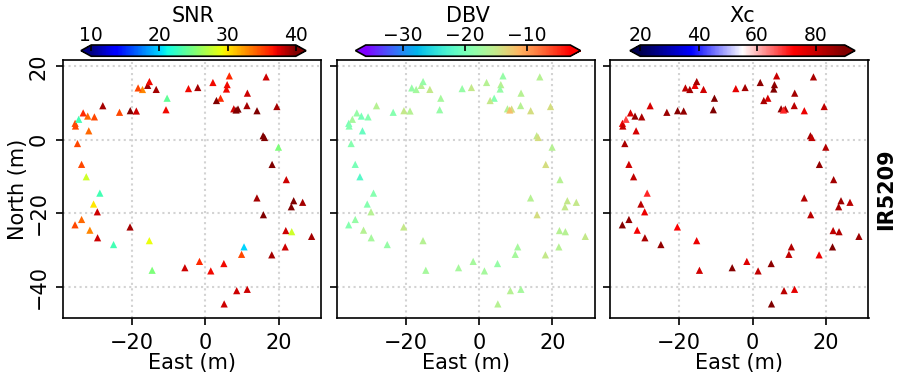 SNR DBV Xc
10 20 30 40 −30 −20 −10 20 40 60 80
20
0
−20
−40
North (m)
−20 0 20 −20 0 20 −20 0 20
East (m) East (m) East (m)
IR5209